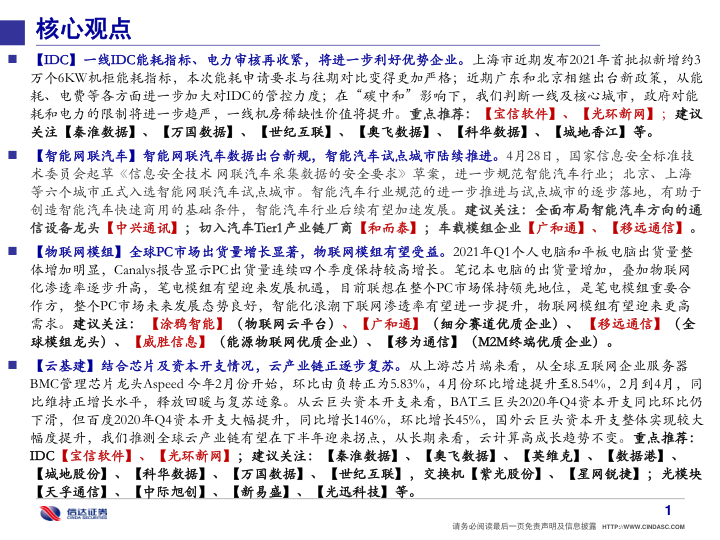 核心观点
【IDC】一线IDC能耗指标、电力审核再收紧，将进一步利好优势企业。上海市近期发布2021年首批拟新增约3
万个6KW机柜能耗指标，本次能耗申请要求与往期对比变得更加严格；近期广东和北京相继出台新政策，从能
耗、电费等各方面进一步加大对IDC的管控力度；在“碳中和”影响下，我们判断一线及核心城市，政府对能
耗和电力的限制将进一步趋严，一线机房稀缺性价值将提升。重点推荐：【宝信软件】、【光环新网】；建议
关注【秦淮数据】、【万国数据】、【世纪互联】、【奥飞数据】、【科华数据】、【城地香江】等。
【智能网联汽车】智能网联汽车数据出台新规，智能汽车试点城市陆续推进。4月28日，国家信息安全标准技
术委员会起草《信息安全技术 网联汽车采集数据的安全要求》草案，进一步规范智能汽车行业；北京、上海
等六个城市正式入选智能网联汽车试点城市。智能汽车行业规范的进一步推进与试点城市的逐步落地，有助于
创造智能汽车快速商用的基础条件，智能汽车行业后续有望加速发展。建议关注：全面布局智能汽车方向的通
信设备龙头【中兴通讯】；切入汽车Tier1产业链厂商【和而泰】；车载模组企业【广和通】、【移远通信】。
【物联网模组】全球PC市场出货量增长显著，物联网模组有望受益。2021年Q1个人电脑和平板电脑出货量整
体增加明显，Canalys报告显示PC出货量连续四个季度保持较高增长。笔记本电脑的出货量增加，叠加物联网
化渗透率逐步升高，笔电模组有望迎来发展机遇，目前联想在整个PC市场保持领先地位，是笔电模组重要合
作方，整个PC市场未来发展态势良好，智能化浪潮下联网渗透率有望进一步提升，物联网模组有望迎来更高
需求。建议关注：【涂鸦智能】（物联网云平台）、【广和通】（细分赛道优质企业）、【移远通信】（全
球模组龙头）、【威胜信息】（能源物联网优质企业）、【移为通信】（M2M终端优质企业）。
【云基建】结合芯片及资本开支情况，云产业链正逐步复苏。从上游芯片端来看，从全球互联网企业服务器
BMC管理芯片龙头Aspeed 今年2月份开始，环比由负转正为5.83%，4月份环比增速提升至8.54%，2月到4月，同
比维持正增长水平，释放回暖与复苏迹象。从云巨头资本开支来看，BAT三巨头2020年Q4资本开支同比环比仍
下滑，但百度2020年Q4资本开支大幅提升，同比增长146%，环比增长45%，国外云巨头资本开支整体实现较大
幅度提升，我们推测全球云产业链有望在下半年迎来拐点，从长期来看，云计算高成长趋势不变。重点推荐：
IDC【宝信软件】、【光环新网】；建议关注：【秦淮数据】、【奥飞数据】、【英维克】、【数据港】、
【城地股份】、【科华数据】、【万国数据】、【世纪互联】，交换机【紫光股份】、【星网锐捷】；光模块
【天孚通信】、【中际旭创】、【新易盛】、【光迅科技】等。
信达证券
CINDA SECURITIES
1
请务必阅读最后一页免责声明及信息披露 HTTP://WWW.CINDASC.COM